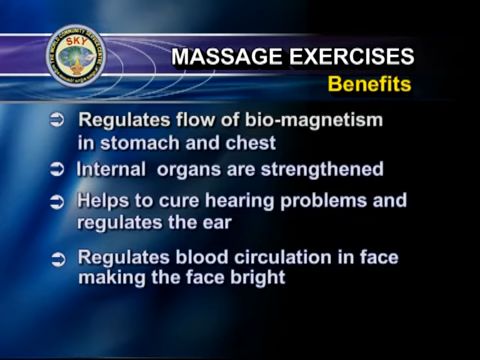 SKY
MASSAGE EXERCISES
Benefits
Regulates flow of bio-magnetism
in stomach and chest
Internal organs are strengthened
Helps to cure hearing problems and
regulates the ear
Regulates blood circulation in face
making the face bright